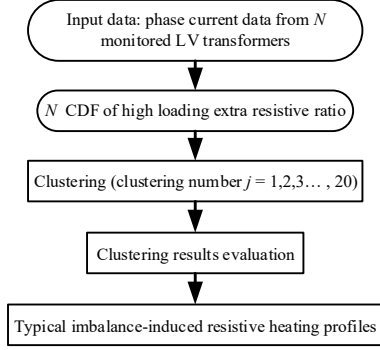 Input data: phase current data from N
monitored LV transformers
N CDF of high loading extra resistive ratio
Clustering (clustering number j = 1,2,3… , 20)
Clustering results evaluation
Typical imbalance-induced resistive heating profiles